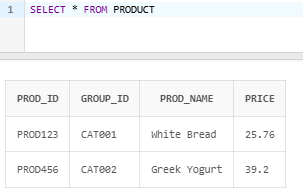 1 SELECT * FROM PRODUCT
PROD_ID GROUP_ID PROD_NAME PRICE
PROD123 CAT001 White Bread 25.76
PROD456 CAT002 Greek Yogurt 39.2